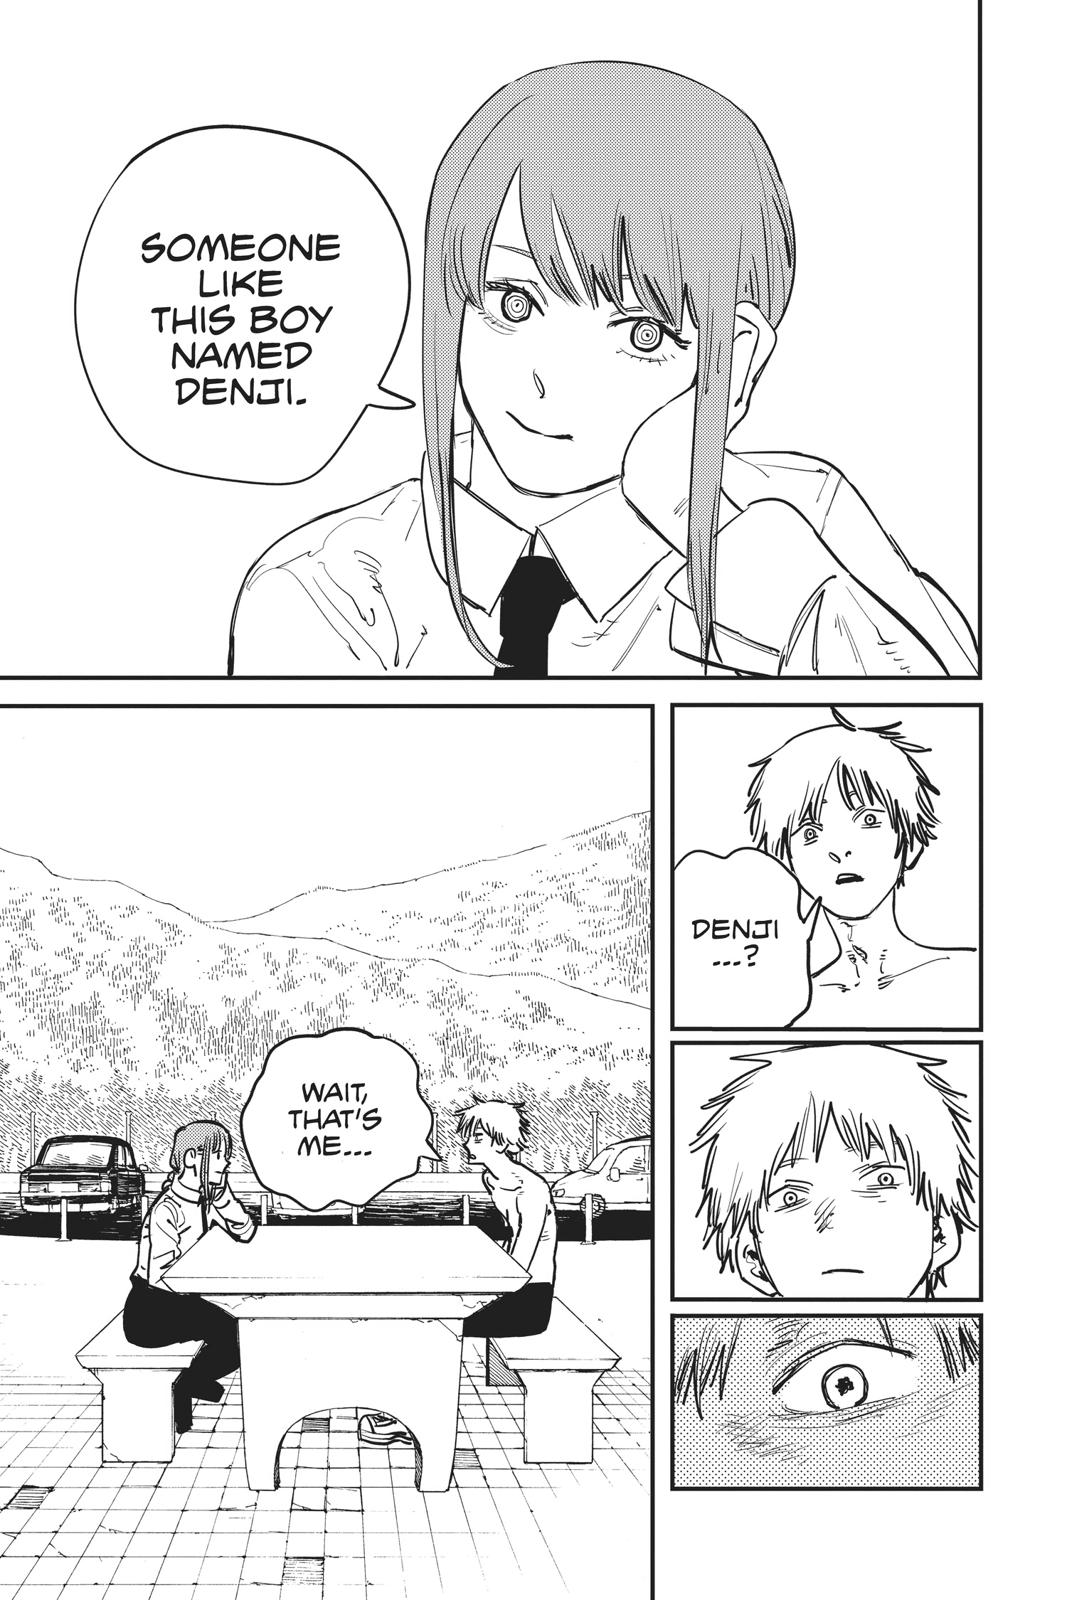 SOMEONE
LIKE
THIS BOY
NAMED
DENJI.
DENJI
...?
WAIT,
THAT'S
ME...